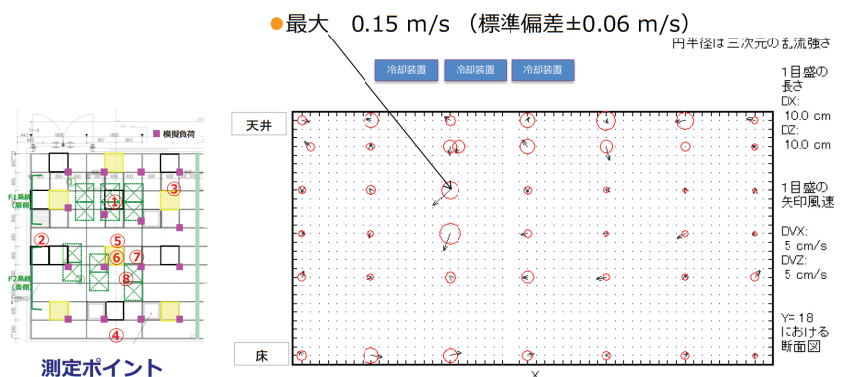 ●最大 0.15 m/s （標準偏差±0.06 m/s）
円半径は三次元の乱流強さ
冷却装置 冷却装置 冷却装置
1目盛の
長さ
DX:
10.0 cm
DZ:
10.0 cm
1目盛の
矢印風速
DVX:
5 cm/s
DVZ:
5 cm/s
Y=18
における
断面図
天井
床
X
■模擬負荷
F1系統
F2系統
①
②
③
④
⑤
⑥
⑦
⑧
測定ポイント